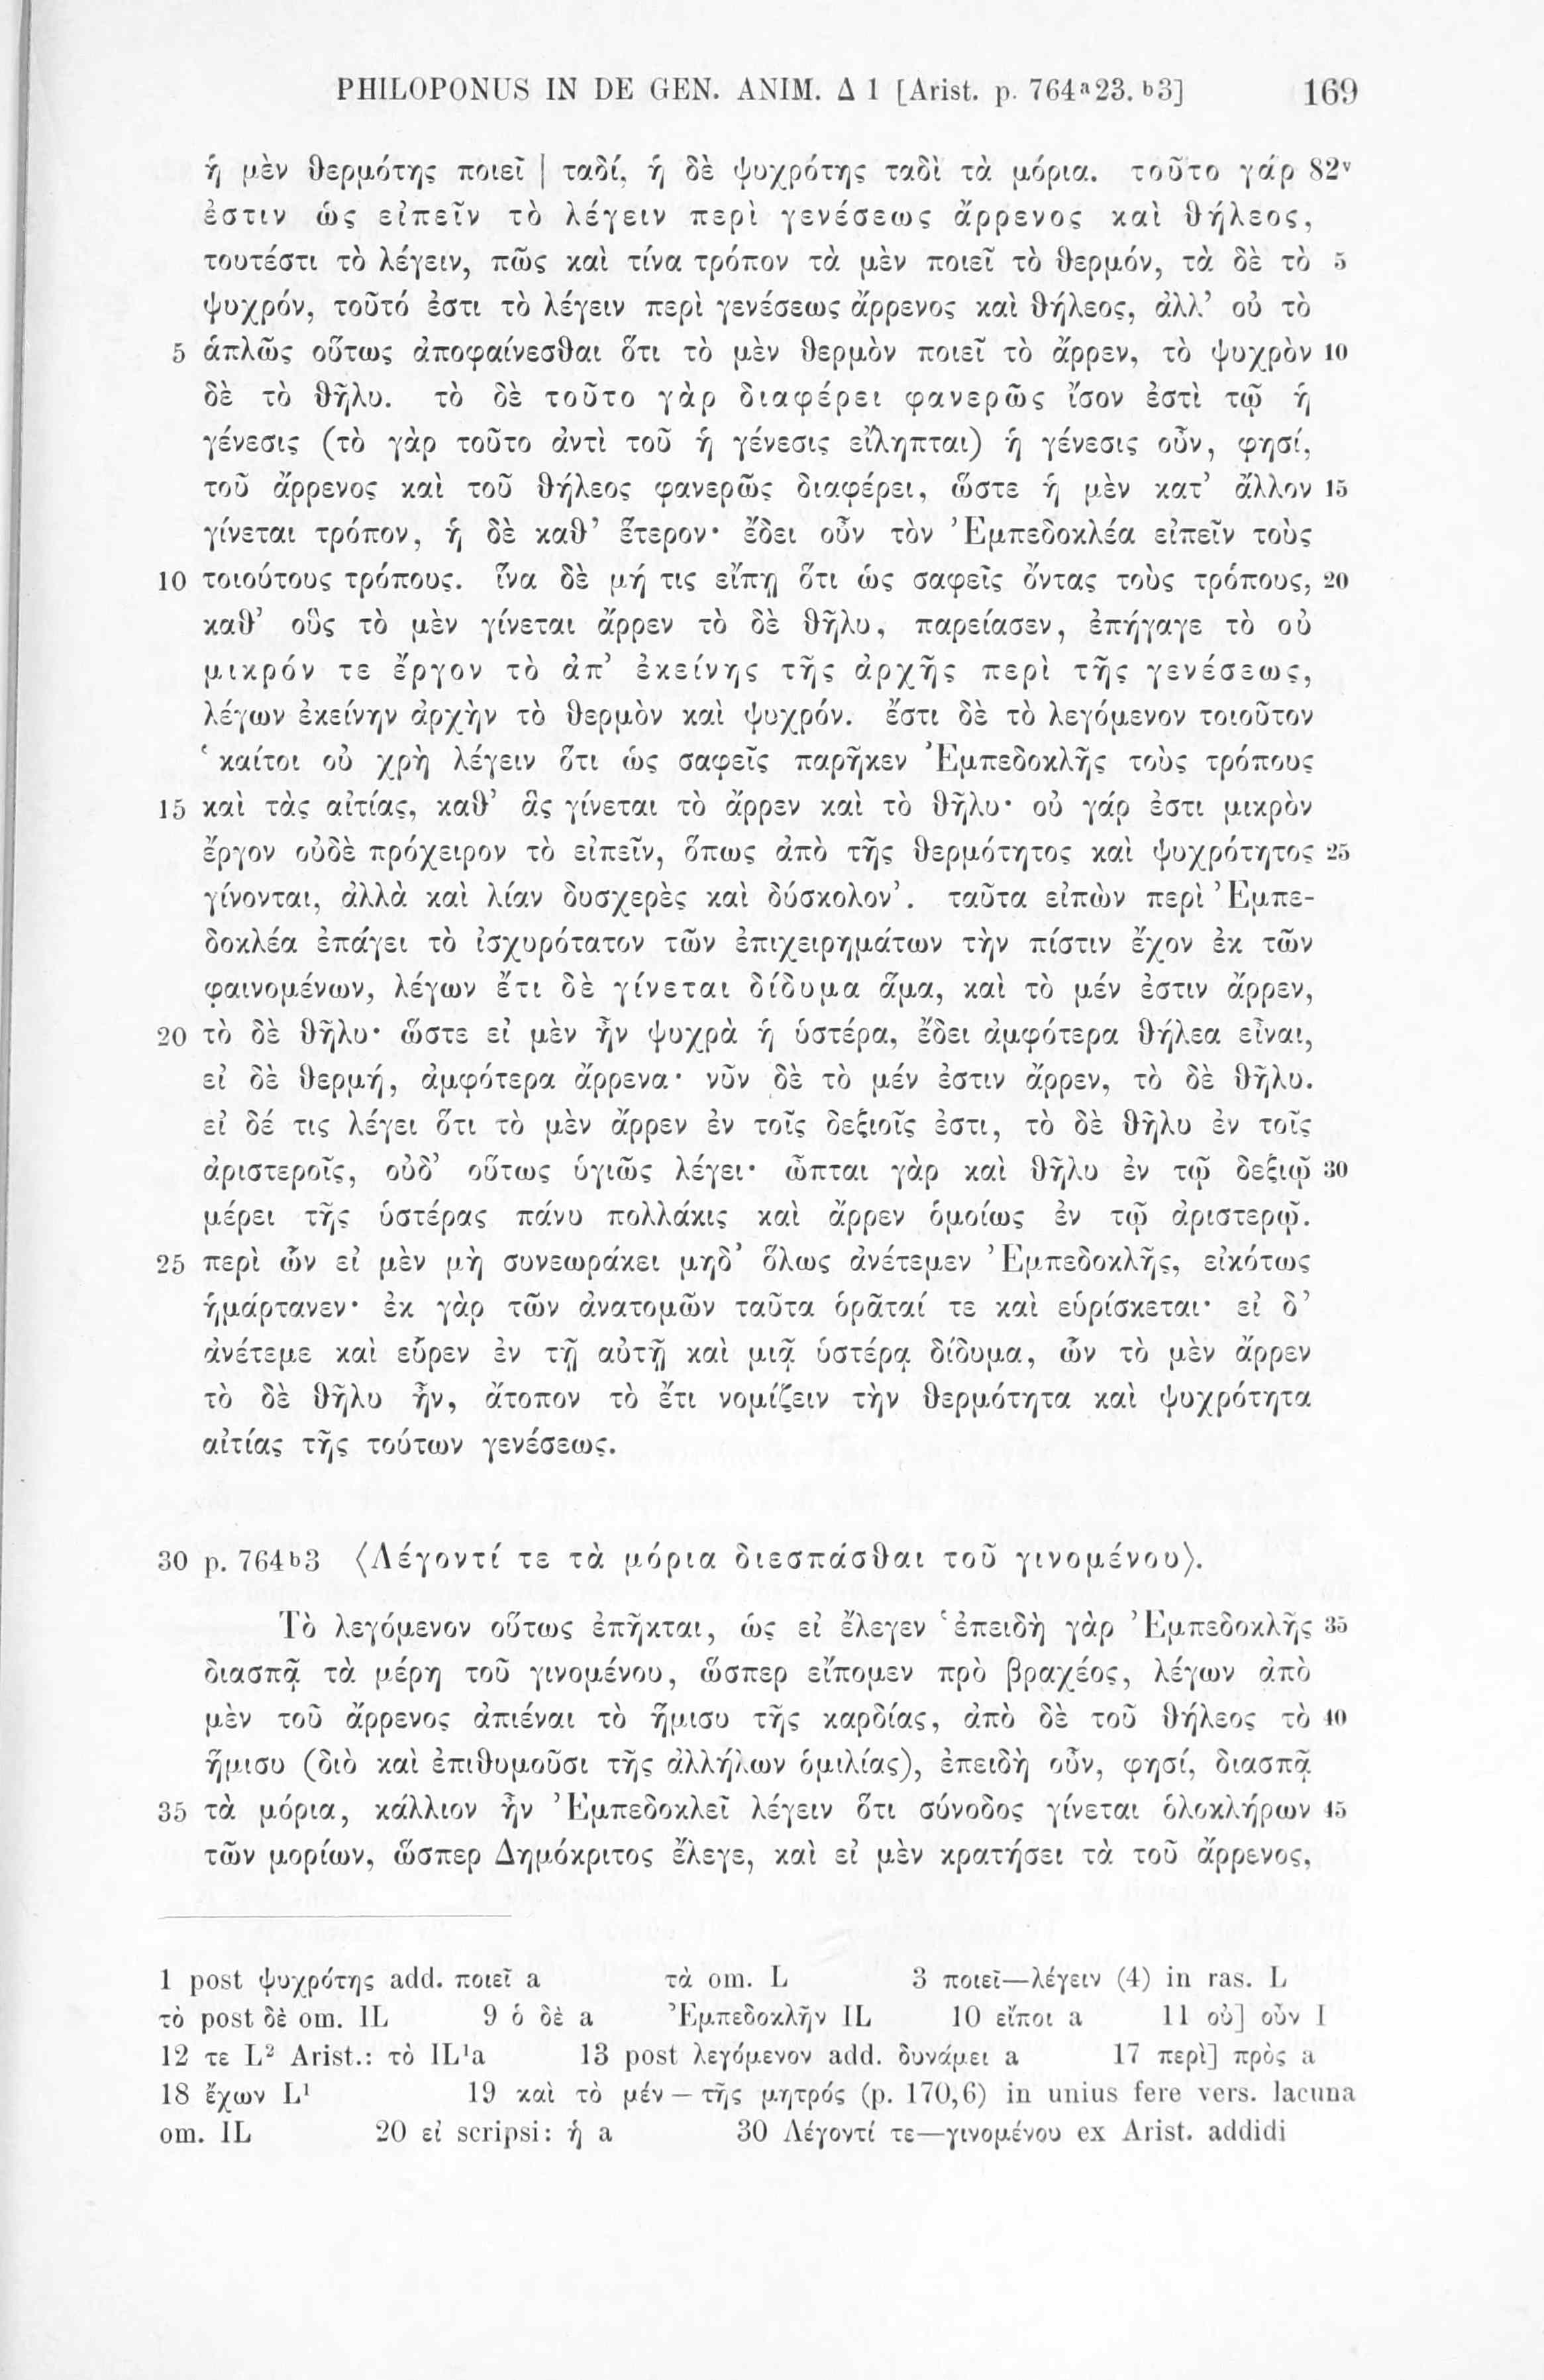 PHILOPONUS IN DE GEN. ANIM. Δ 1 [Arist. p. 764ᵃ23. ᵇ3] 169
ἡ μὲν θερμότης ποιεῖ | ταδί, ἡ δὲ ψυχρότης ταδὶ τὰ μόρια. τοῦτο γάρ 82ᵛ
ἐστιν ὡς εἰπεῖν τὸ λέγειν περὶ γενέσεως ἄρρενος καὶ θήλεος,
τουτέστι τὸ λέγειν, πῶς καὶ τίνα τρόπον τὰ μὲν ποιεῖ τὸ θερμόν, τὰ δὲ τὸ 5
ψυχρόν, τοῦτό ἐστι τὸ λέγειν περὶ γενέσεως ἄρρενος καὶ θήλεος, ἀλλ’ οὐ τὸ
5 ἁπλῶς οὕτως ἀποφαίνεσθαι ὅτι τὸ μὲν θερμὸν ποιεῖ τὸ ἄρρεν, τὸ ψυχρὸν 10
δὲ τὸ θῆλυ. τὸ δὲ τοῦτο γὰρ διαφέρει φανερῶς ἴσον ἐστὶ τῷ ἡ
γένεσις (τὸ γὰρ τοῦτο ἀντὶ τοῦ ἡ γένεσις εἴληπται) ἡ γένεσις οὖν, φησί,
τοῦ ἄρρενος καὶ τοῦ θήλεος φανερῶς διαφέρει, ὥστε ἡ μὲν κατ’ ἄλλον 15
γίνεται τρόπον, ἡ δὲ καθ’ ἕτερον· ἔδει οὖν τὸν Ἐμπεδοκλέα εἰπεῖν τοὺς
10 τοιούτους τρόπους. ἵνα δὲ μή τις εἴπῃ ὅτι ὡς σαφεῖς ὄντας τοὺς τρόπους, 20
καθ’ οὓς τὸ μὲν γίνεται ἄρρεν τὸ δὲ θῆλυ, παρείασεν, ἐπήγαγε τὸ οὐ
μικρόν τε ἔργον τὸ ἀπ’ ἐκείνης τῆς ἀρχῆς περὶ τῆς γενέσεως,
λέγων ἐκείνην ἀρχὴν τὸ θερμὸν καὶ ψυχρόν. ἔστι δὲ τὸ λεγόμενον τοιοῦτον
‘καίτοι οὐ χρὴ λέγειν ὅτι ὡς σαφεῖς παρῆκεν Ἐμπεδοκλῆς τοὺς τρόπους
15 καὶ τὰς αἰτίας, καθ’ ἃς γίνεται τὸ ἄρρεν καὶ τὸ θῆλυ· οὐ γάρ ἐστι μικρὸν
ἔργον οὐδὲ πρόχειρον τὸ εἰπεῖν, ὅπως ἀπὸ τῆς θερμότητος καὶ ψυχρότητος 25
γίνονται, ἀλλὰ καὶ λίαν δυσχερὲς καὶ δύσκολον’. ταῦτα εἰπὼν περὶ Ἐμπε-
δοκλέα ἐπάγει τὸ ἰσχυρότατον τῶν ἐπιχειρημάτων τὴν πίστιν ἔχον ἐκ τῶν
φαινομένων, λέγων ἔτι δὲ γίνεται δίδυμα ἅμα, καὶ τὸ μέν ἐστιν ἄρρεν,
20 τὸ δὲ θῆλυ· ὥστε εἰ μὲν ἦν ψυχρὰ ἡ ὑστέρα, ἔδει ἀμφότερα θήλεα εἶναι,
εἰ δὲ θερμή, ἀμφότερα ἄρρενα· νῦν δὲ τὸ μέν ἐστιν ἄρρεν, τὸ δὲ θῆλυ.
εἰ δέ τις λέγει ὅτι τὸ μὲν ἄρρεν ἐν τοῖς δεξιοῖς ἐστι, τὸ δὲ θῆλυ ἐν τοῖς
ἀριστεροῖς, οὐδ’ οὕτως ὑγιῶς λέγει· ὦπται γὰρ καὶ θῆλυ ἐν τῷ δεξιῷ 30
μέρει τῆς ὑστέρας πάνυ πολλάκις καὶ ἄρρεν ὁμοίως ἐν τῷ ἀριστερῷ.
25 περὶ ὧν εἰ μὲν μὴ συνεωράκει μηδ’ ὅλως ἀνέτεμεν Ἐμπεδοκλῆς, εἰκότως
ἡμάρτανεν· ἐκ γὰρ τῶν ἀνατομῶν ταῦτα ὁρᾶταί τε καὶ εὑρίσκεται· εἰ δ’
ἀνέτεμε καὶ εὗρεν ἐν τῇ αὐτῇ καὶ μιᾷ ὑστέρᾳ δίδυμα, ὧν τὸ μὲν ἄρρεν
τὸ δὲ θῆλυ ἦν, ἄτοπον τὸ ἔτι νομίζειν τὴν θερμότητα καὶ ψυχρότητα
αἰτίας τῆς τούτων γενέσεως.
30 p. 764ᵇ3 ⟨Λέγοντί τε τὰ μόρια διεσπάσθαι τοῦ γινομένου⟩.
Τὸ λεγόμενον οὕτως ἐπῆκται, ὡς εἰ ἔλεγεν ‘ἐπειδὴ γὰρ Ἐμπεδοκλῆς 35
διασπᾷ τὰ μέρη τοῦ γινομένου, ὥσπερ εἴπομεν πρὸ βραχέος, λέγων ἀπὸ
μὲν τοῦ ἄρρενος ἀπιέναι τὸ ἥμισυ τῆς καρδίας, ἀπὸ δὲ τοῦ θήλεος τὸ 40
ἥμισυ (διὸ καὶ ἐπιθυμοῦσι τῆς ἀλλήλων ὁμιλίας), ἐπειδὴ οὖν, φησί, διασπᾷ
35 τὰ μόρια, κάλλιον ἦν Ἐμπεδοκλεῖ λέγειν ὅτι σύνοδος γίνεται ὁλοκλήρων 45
τῶν μορίων, ὥσπερ Δημόκριτος ἔλεγε, καὶ εἰ μὲν κρατήσει τὰ τοῦ ἄρρενος,
1 post ψυχρότης add. ποιεῖ a τὰ om. L 3 ποιεῖ—λέγειν (4) in ras. L
τὸ post δὲ om. IL 9 ὁ δὲ a Ἐμπεδοκλῆν IL 10 εἴποι a 11 οὐ] οὖν I
12 τε L² Arist.: τὸ IL¹a 13 post λεγόμενον add. δυνάμει a 17 περὶ] πρὸς a
18 ἔχων L¹ 19 καὶ τὸ μέν — τῆς μητρός (p. 170,6) in unius fere vers. lacuna
om. IL 20 εἰ scripsi: ἡ a 30 Λέγοντί τε—γινομένου ex Arist. addidi